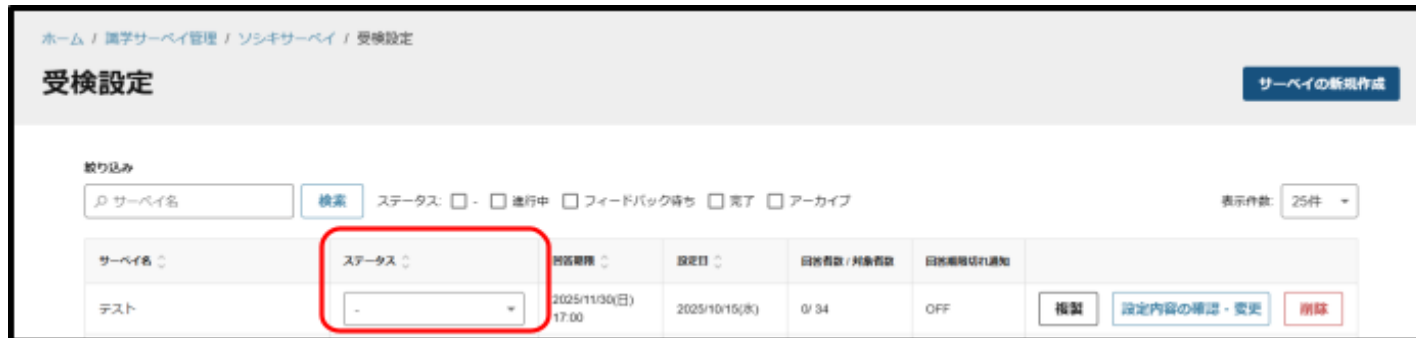 ホーム / 識学サーベイ管理 / ソシキサーベイ / 受検設定
受検設定
サーベイの新規作成
絞り込み
サーベイ名 検索 ステータス: - 進行中 フィードバック待ち 完了 アーカイブ 表示件数: 25件
サーベイ名 ステータス 回答期限 設定日 回答者数 / 対象者数 回答期限切れ通知
テスト - 2025/11/30(日) 17:00 2025/10/15(水) 0/ 34 OFF 複製 設定内容の確認・変更 削除